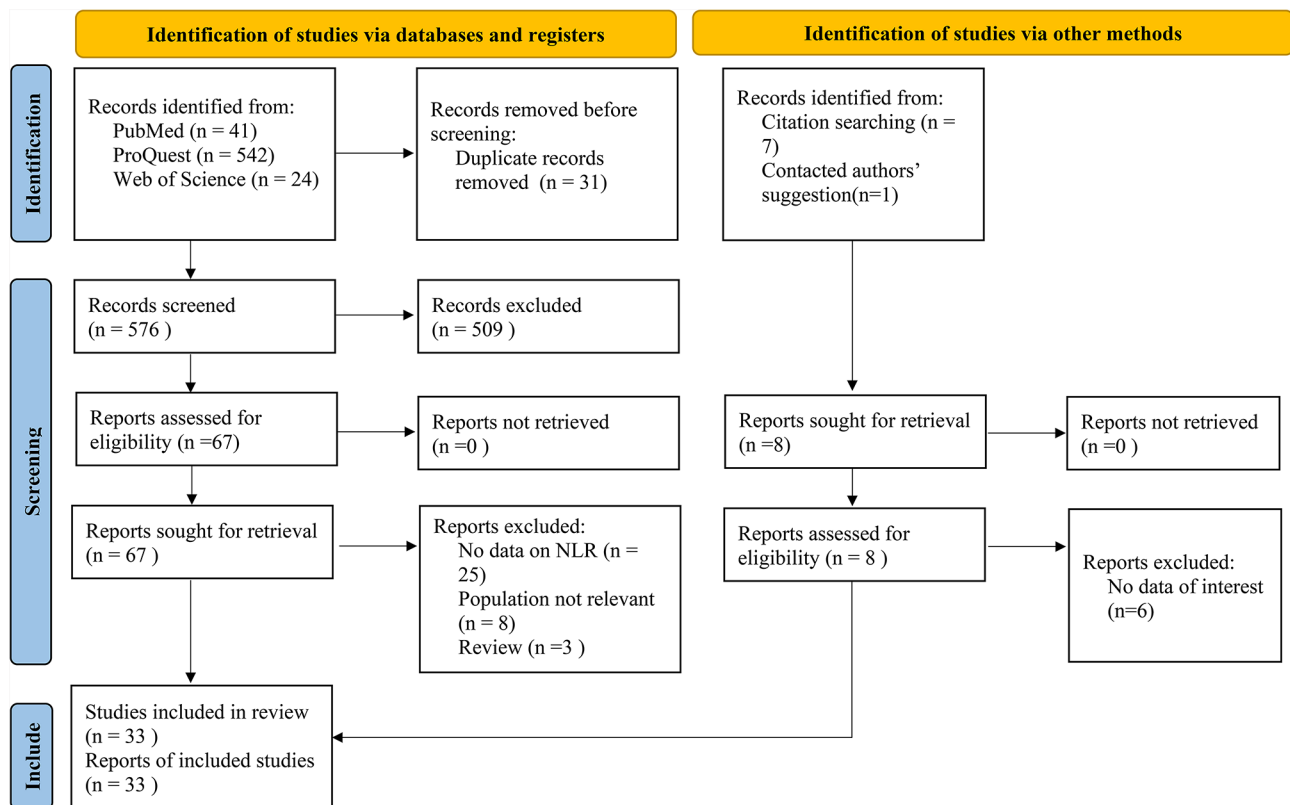 Identification of studies via databases and registers
Identification of studies via other methods
Identification
Records identified from:
PubMed (n = 41)
ProQuest (n = 542)
Web of Science (n = 24)
Records removed before
screening:
Duplicate records
removed (n = 31)
Records identified from:
Citation searching (n =
7)
Contacted authors’
suggestion(n=1)
Screening
Records screened
(n = 576 )
Records excluded
(n = 509 )
Reports assessed for
eligibility (n =67)
Reports not retrieved
(n =0 )
Reports sought for retrieval
(n =8)
Reports not retrieved
(n =0 )
Reports sought for retrieval
(n = 67 )
Reports excluded:
No data on NLR (n =
25)
Population not relevant
(n = 8)
Review (n =3 )
Reports assessed for
eligibility (n = 8 )
Reports excluded:
No data of interest
(n=6)
Include
Studies included in review
(n = 33 )
Reports of included studies
(n = 33 )